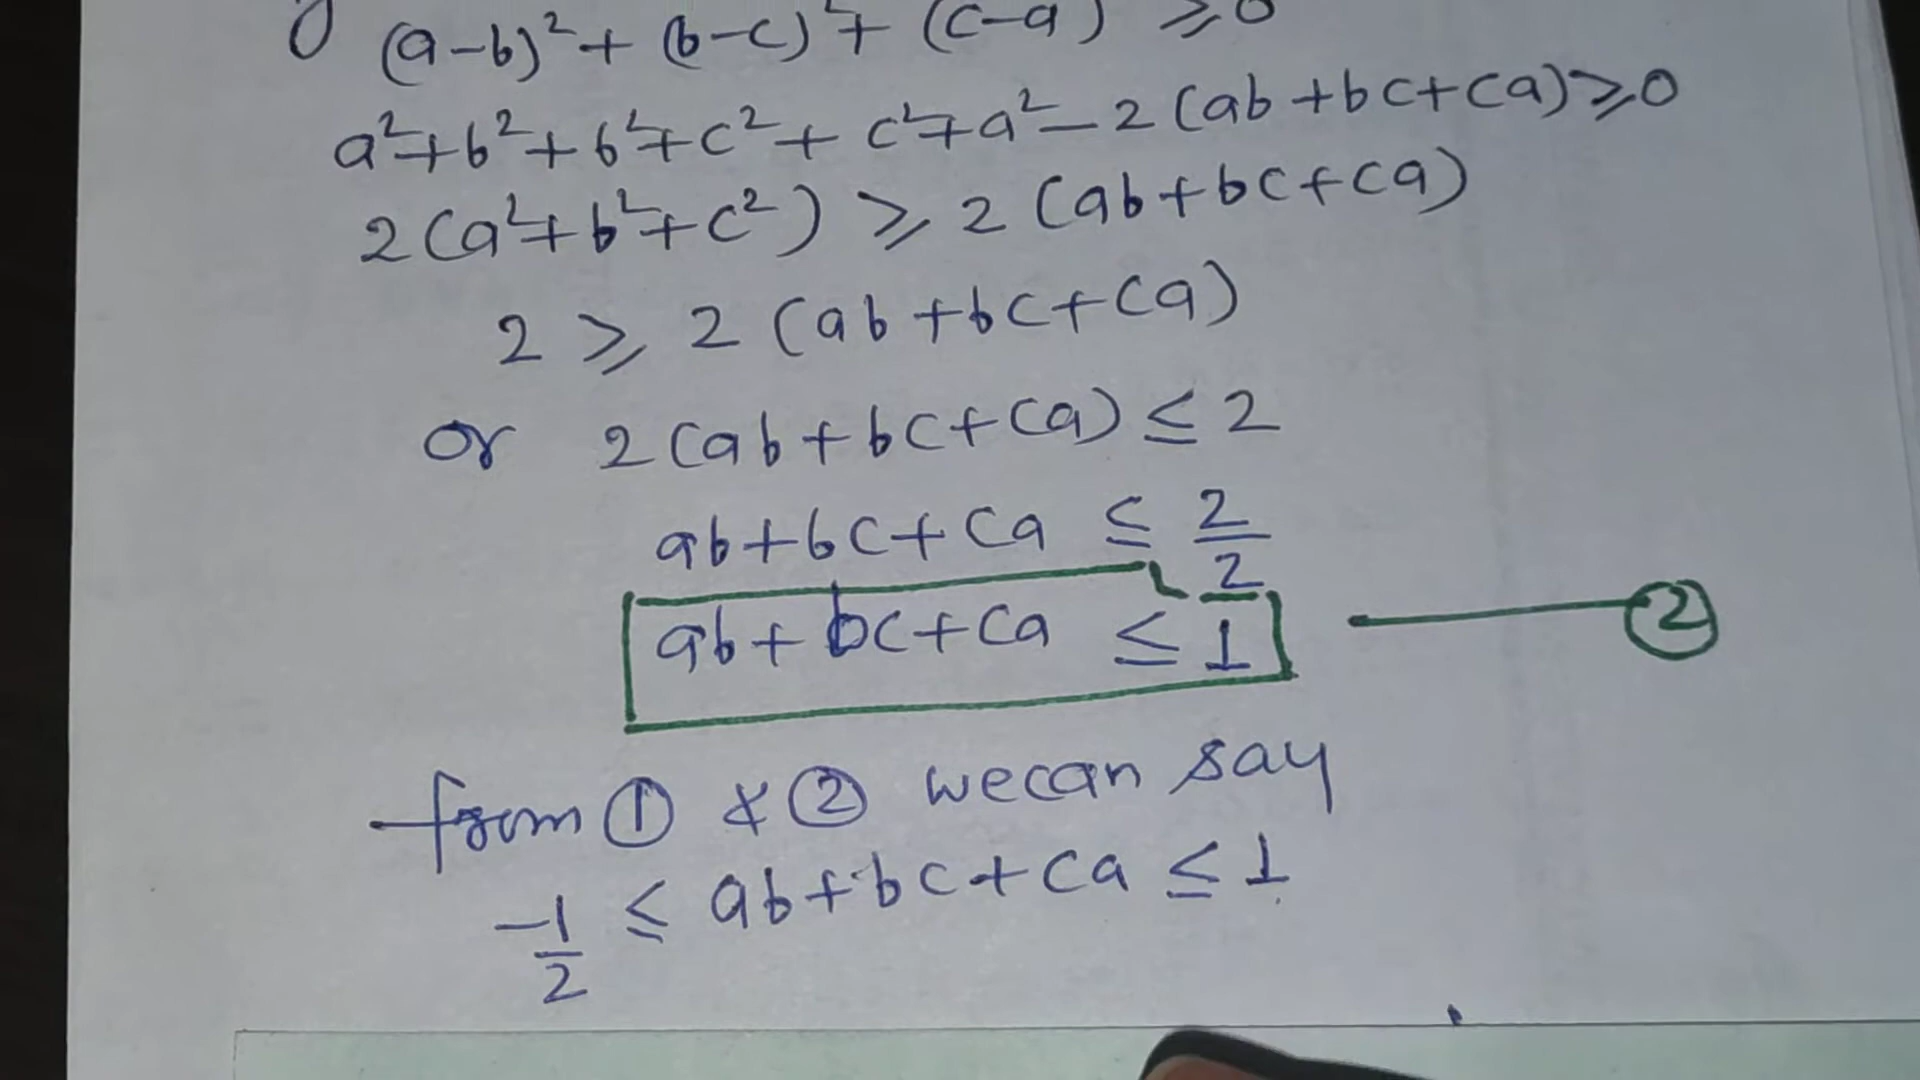 (a-b)²+ (b-c)²+ (c-a) ≥0
a²+b²+b²+c²+ c²+a²-2(ab+bc+ca)≥0
2(a²+b²+c²) ≥ 2 (ab+bc+ca)
2 ≥ 2 (ab+bc+ca)
or 2(ab+bc+ca) ≤ 2
ab+bc+ca ≤ 2/2
ab+bc+ca ≤ 1 ——— ②
from ① & ② we can say
-1/2 ≤ ab+bc+ca ≤ 1